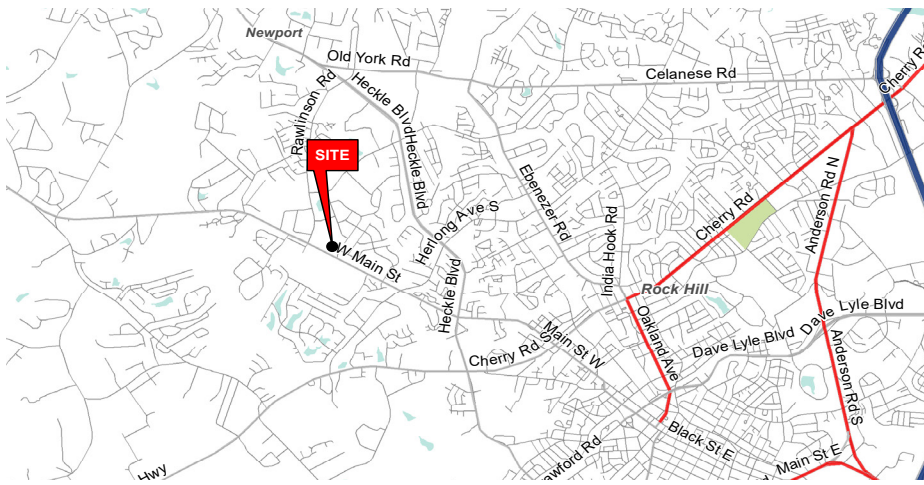 Newport
Old York Rd
Celanese Rd
Cherry R
Rawlinson Rd
Heckle Blvd
Heckle Blvd
SITE
Ebenezer Rd
Herlong Ave S
India Hook Rd
Cherry Rd
Anderson Rd N
W Main St
Heckle Blvd
Rock Hill
Oakland Ave
Main St W
Cherry Rd S
Dave Lyle Blvd
Dave Lyle Blvd
Anderson Rd S
Black St E
Main St E
awford Rd
Hwy